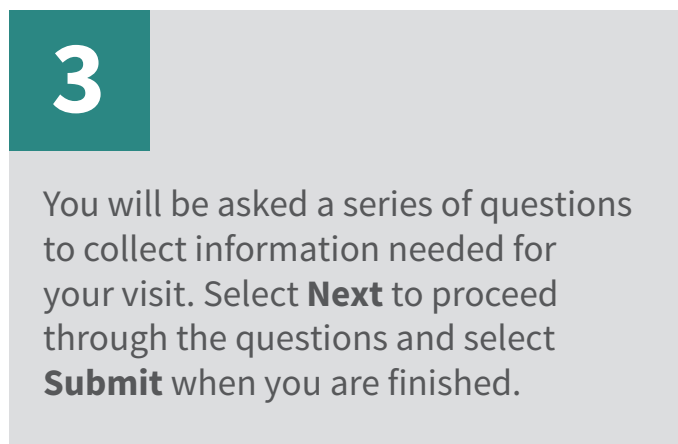 3
You will be asked a series of questions
to collect information needed for
your visit. Select Next to proceed
through the questions and select
Submit when you are finished.